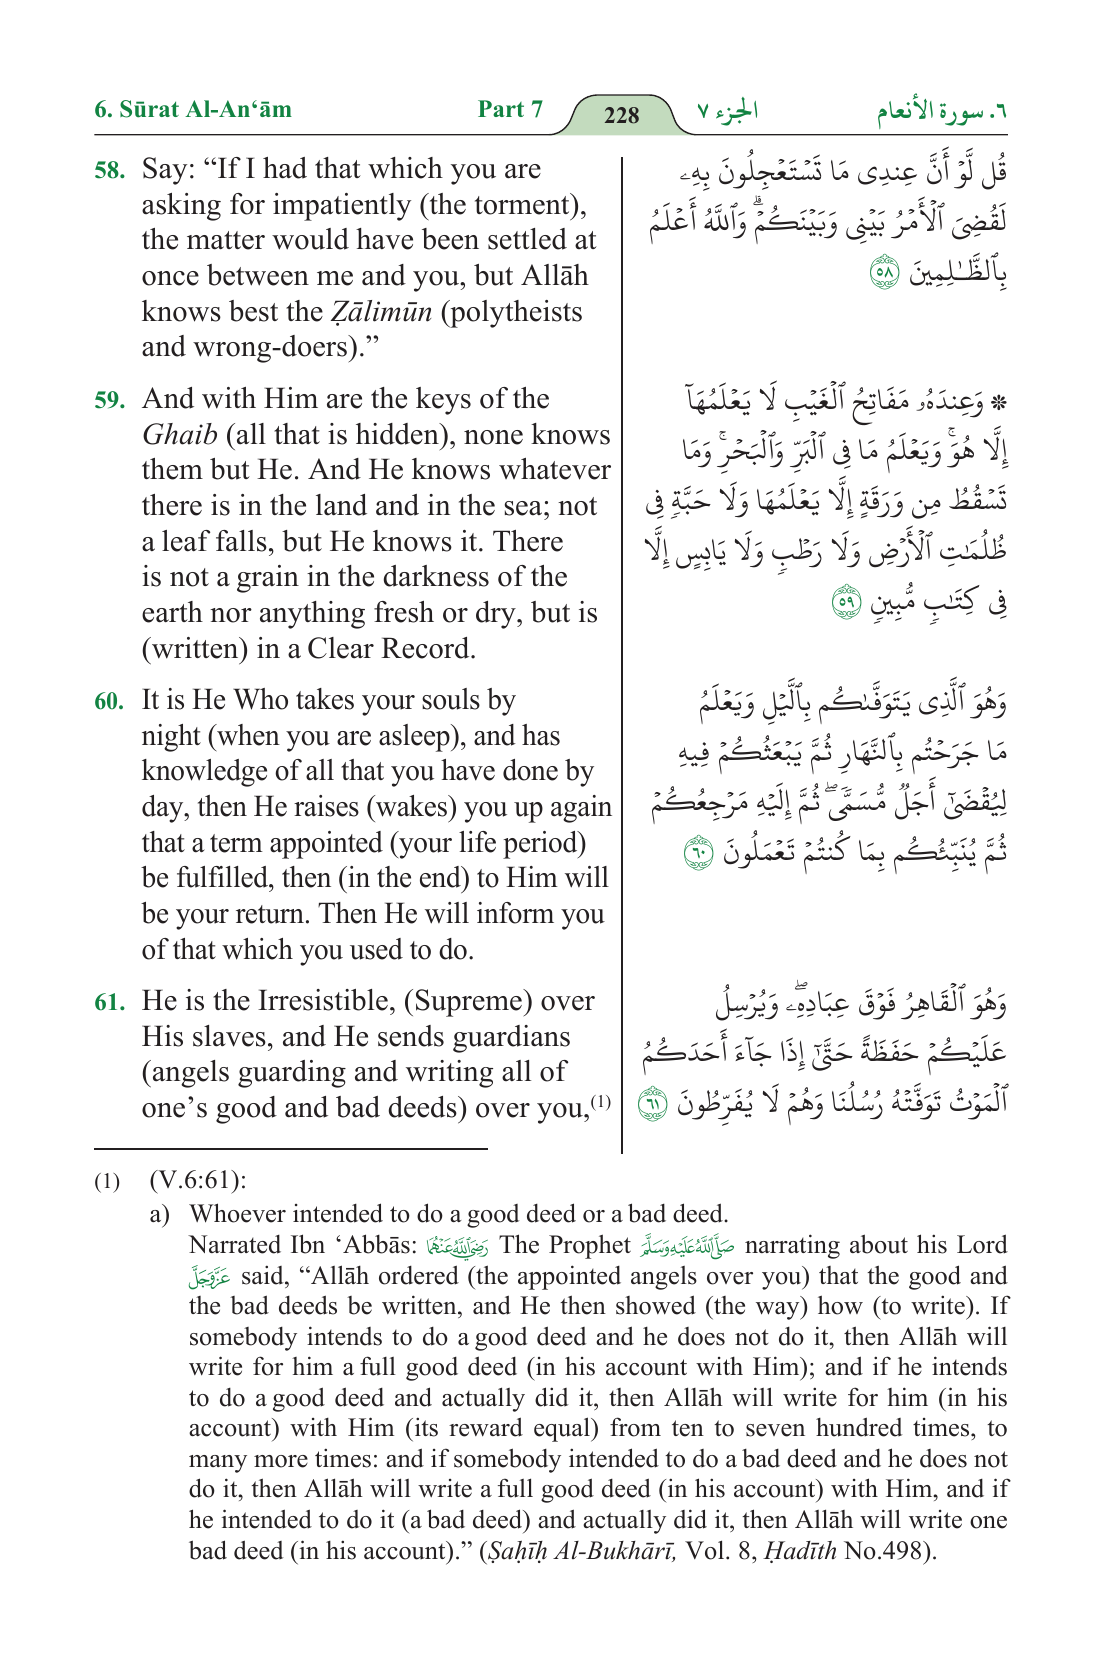 6. Sūrat Al-An‘ām Part 7 228 الجزء ٧ ٦. سورة الأنعام
58. Say: “If I had that which you are
asking for impatiently (the torment),
the matter would have been settled at
once between me and you, but Allāh
knows best the Ẓālimūn (polytheists
and wrong-doers).”
59. And with Him are the keys of the
Ghaib (all that is hidden), none knows
them but He. And He knows whatever
there is in the land and in the sea; not
a leaf falls, but He knows it. There
is not a grain in the darkness of the
earth nor anything fresh or dry, but is
(written) in a Clear Record.
60. It is He Who takes your souls by
night (when you are asleep), and has
knowledge of all that you have done by
day, then He raises (wakes) you up again
that a term appointed (your life period)
be fulfilled, then (in the end) to Him will
be your return. Then He will inform you
of that which you used to do.
61. He is the Irresistible, (Supreme) over
His slaves, and He sends guardians
(angels guarding and writing all of
one’s good and bad deeds) over you,(1)
قُل لَّوْ أَنَّ عِندِى مَا تَسْتَعْجِلُونَ بِهِۦ
لَقُضِىَ ٱلْأَمْرُ بَيْنِى وَبَيْنَكُمْ ۗ وَٱللَّهُ أَعْلَمُ
بِٱلظَّـٰلِمِينَ ٥٨
* وَعِندَهُۥ مَفَاتِحُ ٱلْغَيْبِ لَا يَعْلَمُهَآ
إِلَّا هُوَ ۚ وَيَعْلَمُ مَا فِى ٱلْبَرِّ وَٱلْبَحْرِ ۚ وَمَا
تَسْقُطُ مِن وَرَقَةٍ إِلَّا يَعْلَمُهَا وَلَا حَبَّةٍ فِى
ظُلُمَـٰتِ ٱلْأَرْضِ وَلَا رَطْبٍ وَلَا يَابِسٍ إِلَّا
فِى كِتَـٰبٍ مُّبِينٍ ٥٩
وَهُوَ ٱلَّذِى يَتَوَفَّىٰكُم بِٱلَّيْلِ وَيَعْلَمُ
مَا جَرَحْتُم بِٱلنَّهَارِ ثُمَّ يَبْعَثُكُمْ فِيهِ
لِيُقْضَىٰٓ أَجَلٌ مُّسَمًّى ۖ ثُمَّ إِلَيْهِ مَرْجِعُكُمْ
ثُمَّ يُنَبِّئُكُم بِمَا كُنتُمْ تَعْمَلُونَ ٦٠
وَهُوَ ٱلْقَاهِرُ فَوْقَ عِبَادِهِۦ ۖ وَيُرْسِلُ
عَلَيْكُمْ حَفَظَةً حَتَّىٰٓ إِذَا جَآءَ أَحَدَكُمُ
ٱلْمَوْتُ تَوَفَّتْهُ رُسُلُنَا وَهُمْ لَا يُفَرِّطُونَ ٦١
(1) (V.6:61):
a) Whoever intended to do a good deed or a bad deed.
Narrated Ibn ‘Abbās: رضي الله عنهما The Prophet صلى الله عليه وسلم narrating about his Lord
عز وجل said, “Allāh ordered (the appointed angels over you) that the good and
the bad deeds be written, and He then showed (the way) how (to write). If
somebody intends to do a good deed and he does not do it, then Allāh will
write for him a full good deed (in his account with Him); and if he intends
to do a good deed and actually did it, then Allāh will write for him (in his
account) with Him (its reward equal) from ten to seven hundred times, to
many more times: and if somebody intended to do a bad deed and he does not
do it, then Allāh will write a full good deed (in his account) with Him, and if
he intended to do it (a bad deed) and actually did it, then Allāh will write one
bad deed (in his account).” (Ṣaḥīḥ Al-Bukhārī, Vol. 8, Ḥadīth No.498).